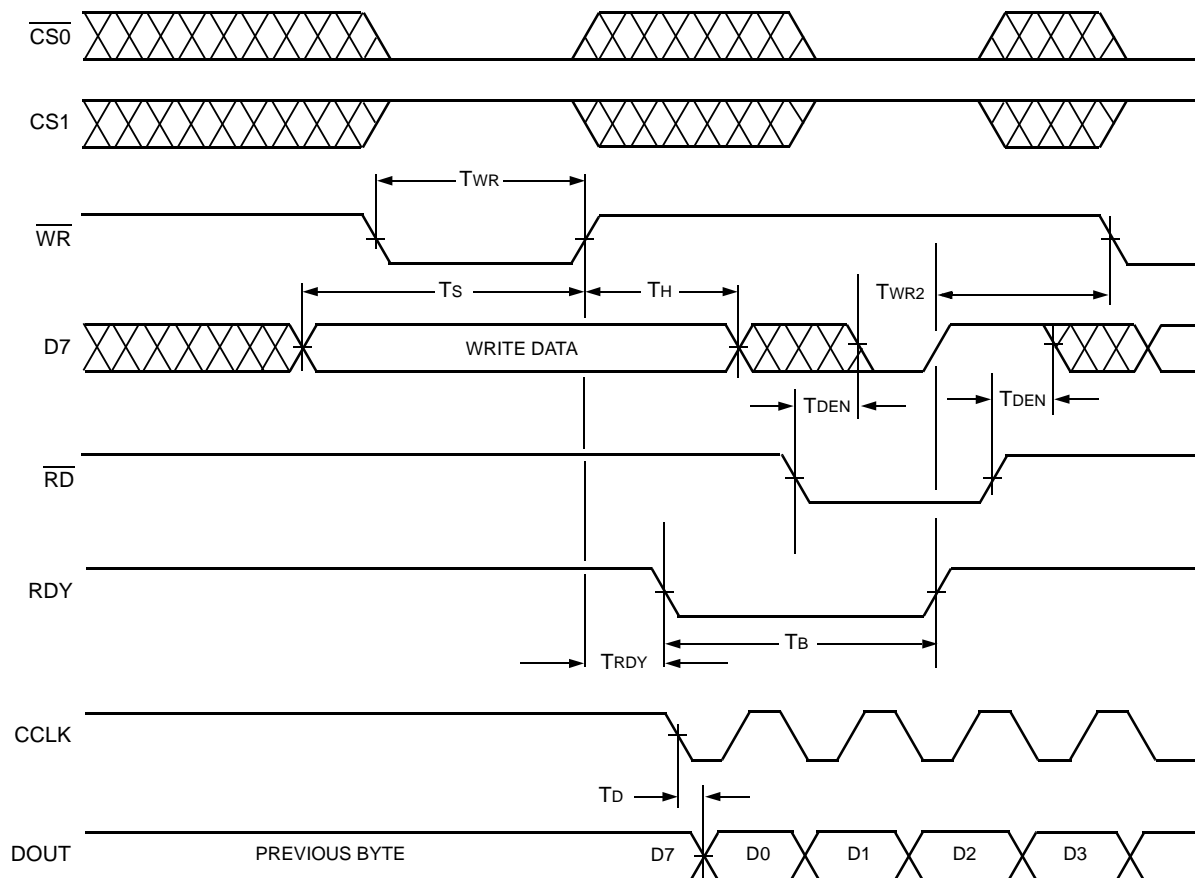 CS0
CS1
TWR
WR
TS TH TWR2
D7 WRITE DATA
TDEN TDEN
RD
RDY
TB
TRDY
CCLK
TD
DOUT PREVIOUS BYTE D7 D0 D1 D2 D3